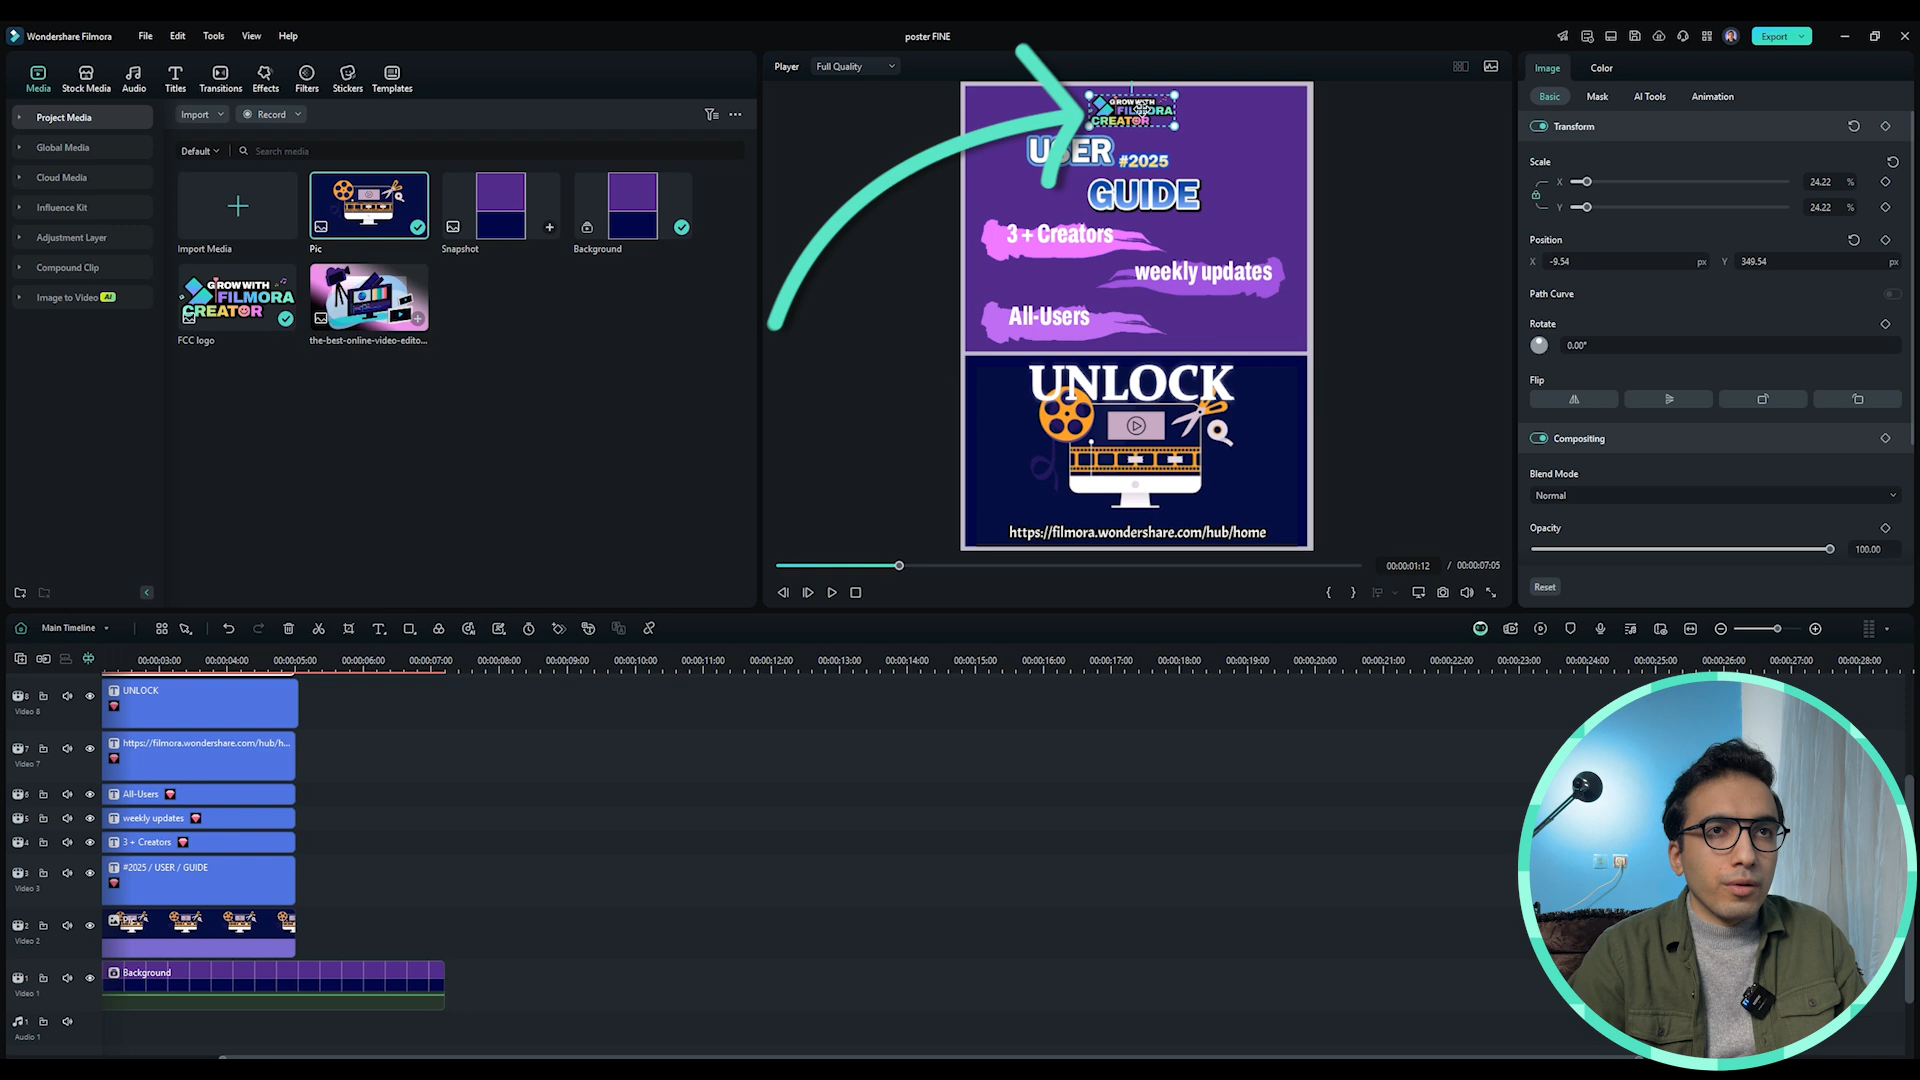 Wondershare Filmora
File
Edit
Tools
View
Help
poster FINE
Export
Media
Stock Media
Audio
Titles
Transitions
Effects
Filters
Stickers
Templates
Player
Full Quality
Image
Color
Project Media
Global Media
Cloud Media
Influence Kit
Adjustment Layer
Compound Clip
Image to Video AI
Import
Record
Default
Search media
Import Media
Pic
Snapshot
Background
GROW WITH
FILMORA
CREATOR
FCC logo
the-best-online-video-edito...
GROW WITH
FILMORA
CREATOR
USER
#2025
GUIDE
3 + Creators
weekly updates
All-Users
UNLOCK
https://filmora.wondershare.com/hub/home
00:00:01:12 / 00:00:07:05
Basic
Mask
AI Tools
Animation
Transform
Scale
X 24.22 %
Y 24.22 %
Position
X -9.54 px Y 349.54 px
Path Curve
Rotate
0.00°
Flip
Compositing
Blend Mode
Normal
Opacity
100.00
Reset
Main Timeline
00:00:03:00 00:00:04:00 00:00:05:00 00:00:06:00 00:00:07:00 00:00:08:00 00:00:09:00 00:00:10:00 00:00:11:00 00:00:12:00 00:00:13:00 00:00:14:00 00:00:15:00 00:00:16:00 00:00:17:00 00:00:18:00 00:00:19:00 00:00:20:00 00:00:21:00 00:00:22:00 00:00:23:00 00:00:24:00 00:00:25:00 00:00:26:00 00:00:27:00 00:00:28:00
8
Video 8
UNLOCK
7
Video 7
https://filmora.wondershare.com/hub/h...
6
All-Users
5
weekly updates
4
3 + Creators
3
Video 3
#2025 / USER / GUIDE
2
Video 2
1
Video 1
Background
1
Audio 1